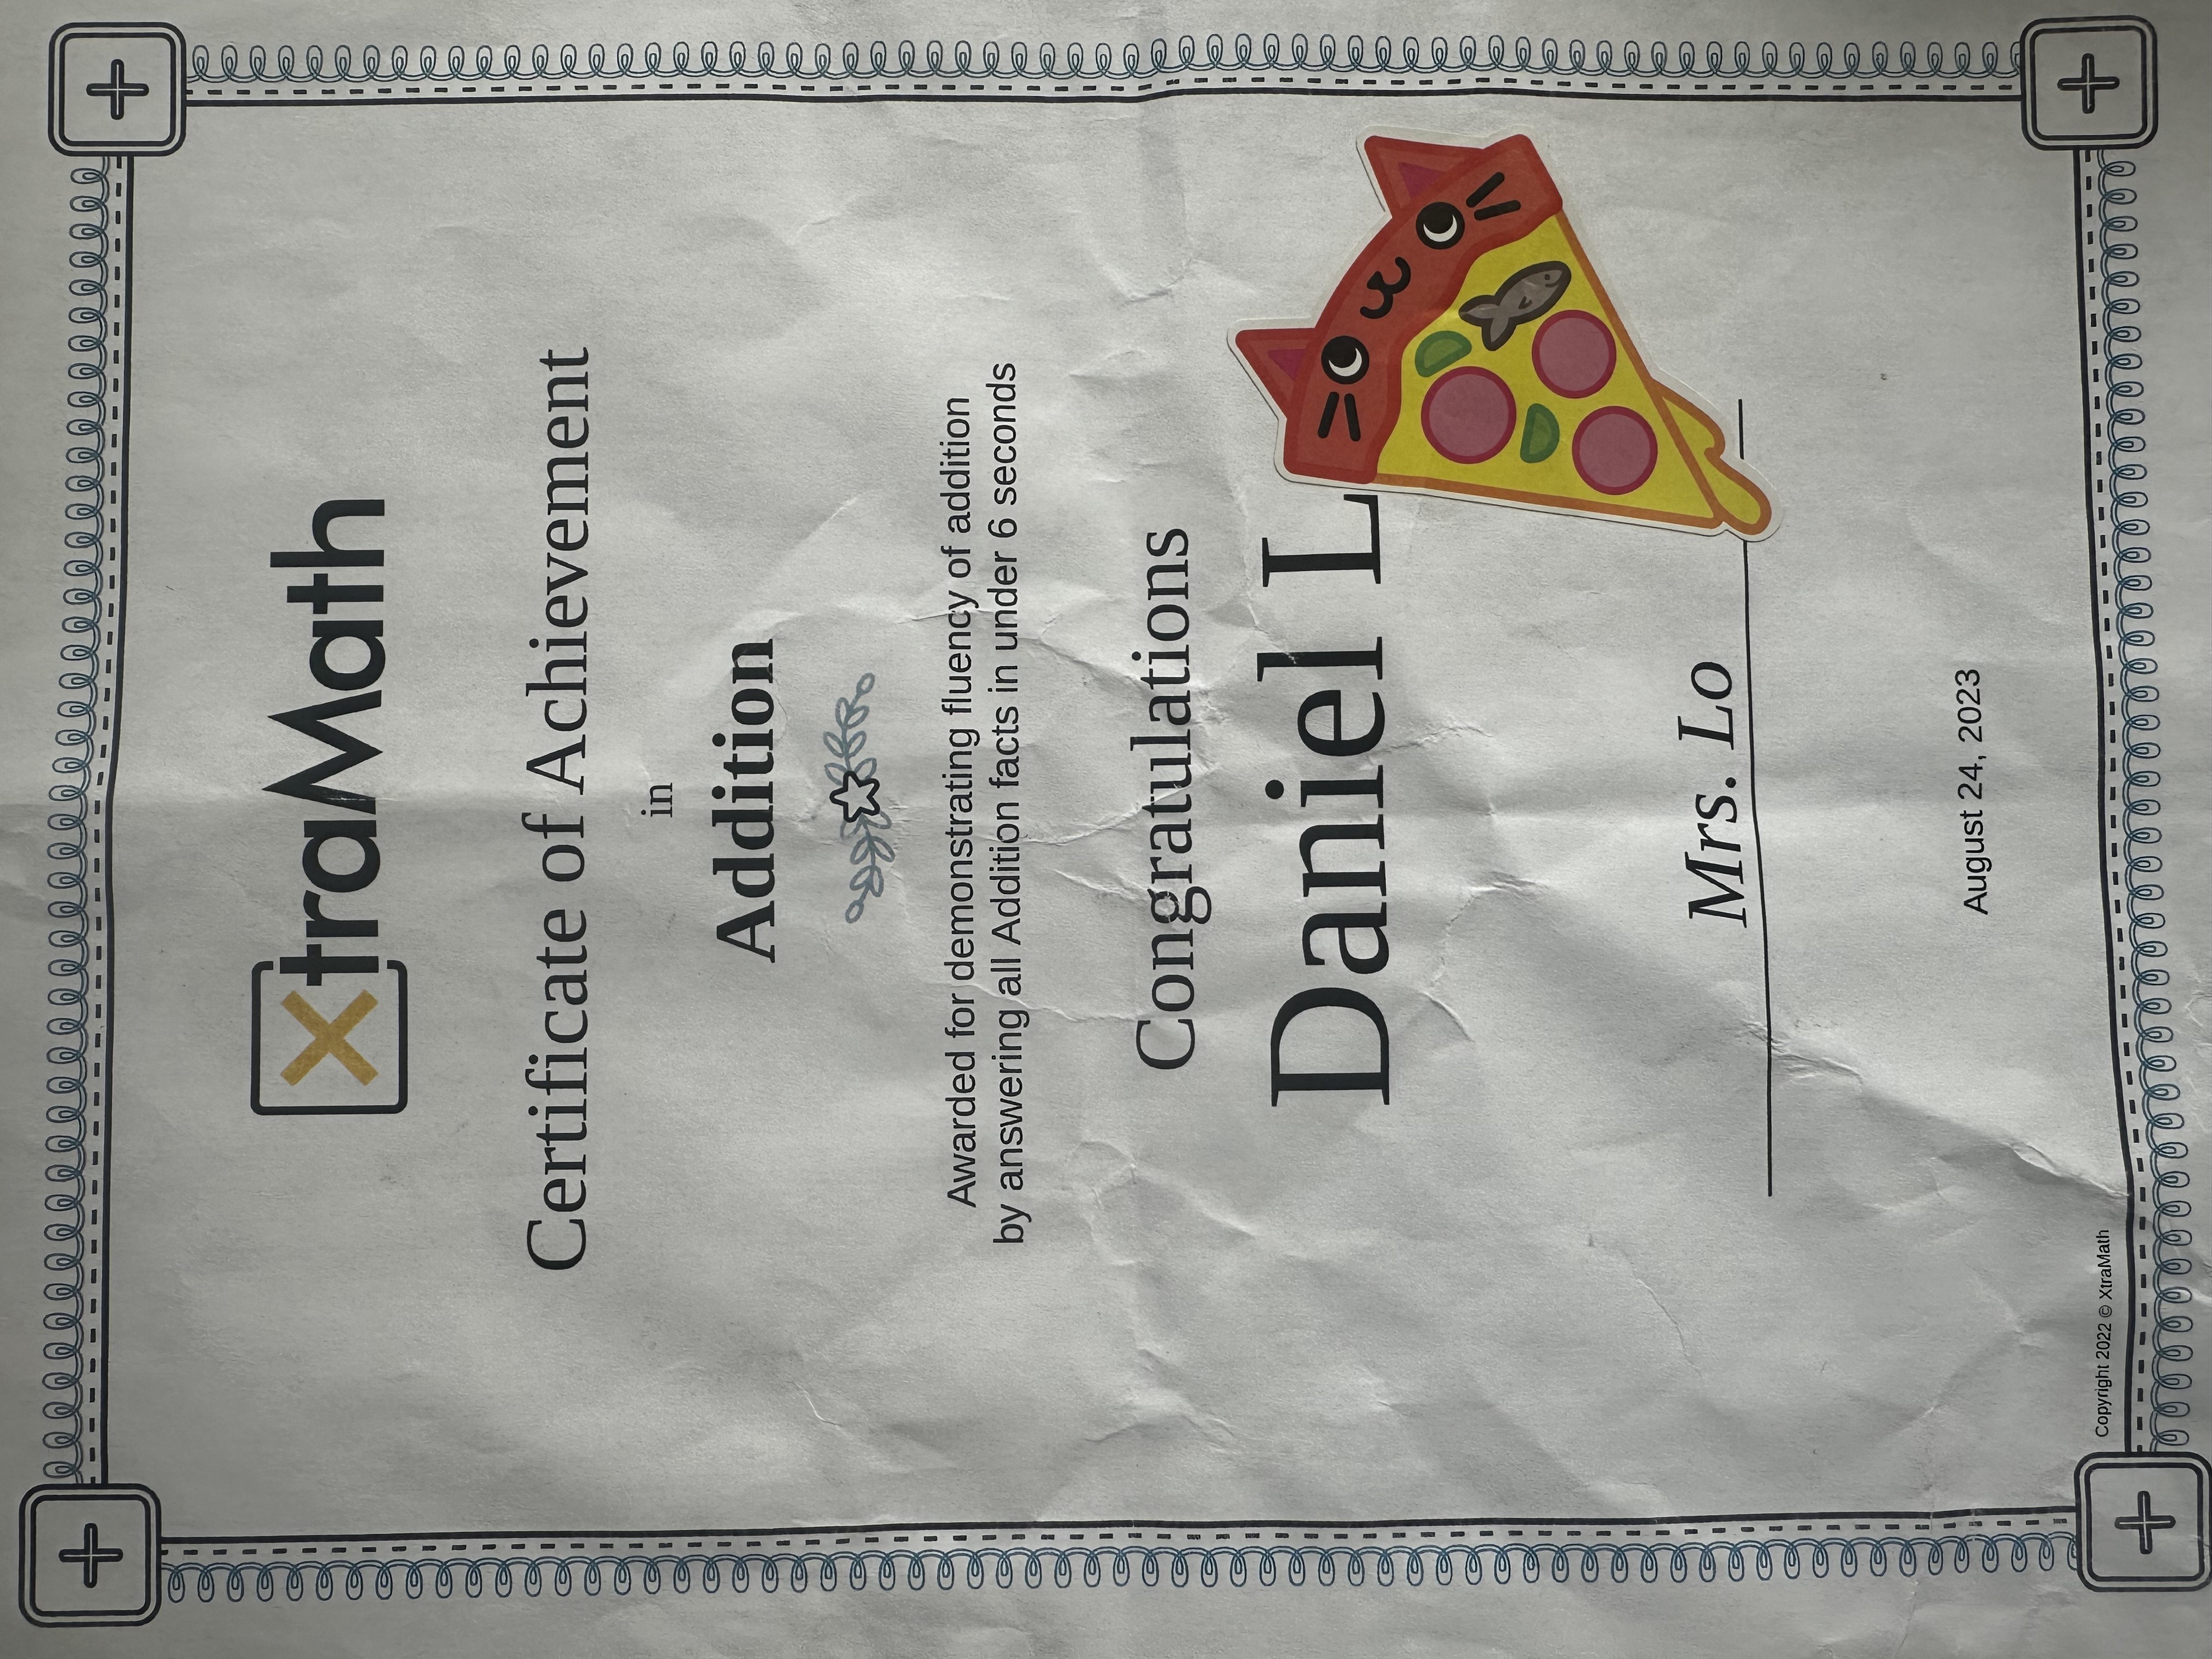 XtraMath
Certificate of Achievement
in
Addition
Awarded for demonstrating fluency of addition
by answering all Addition facts in under 6 seconds
Congratulations
Daniel L
Mrs. Lo
August 24, 2023
Copyright 2022 © XtraMath